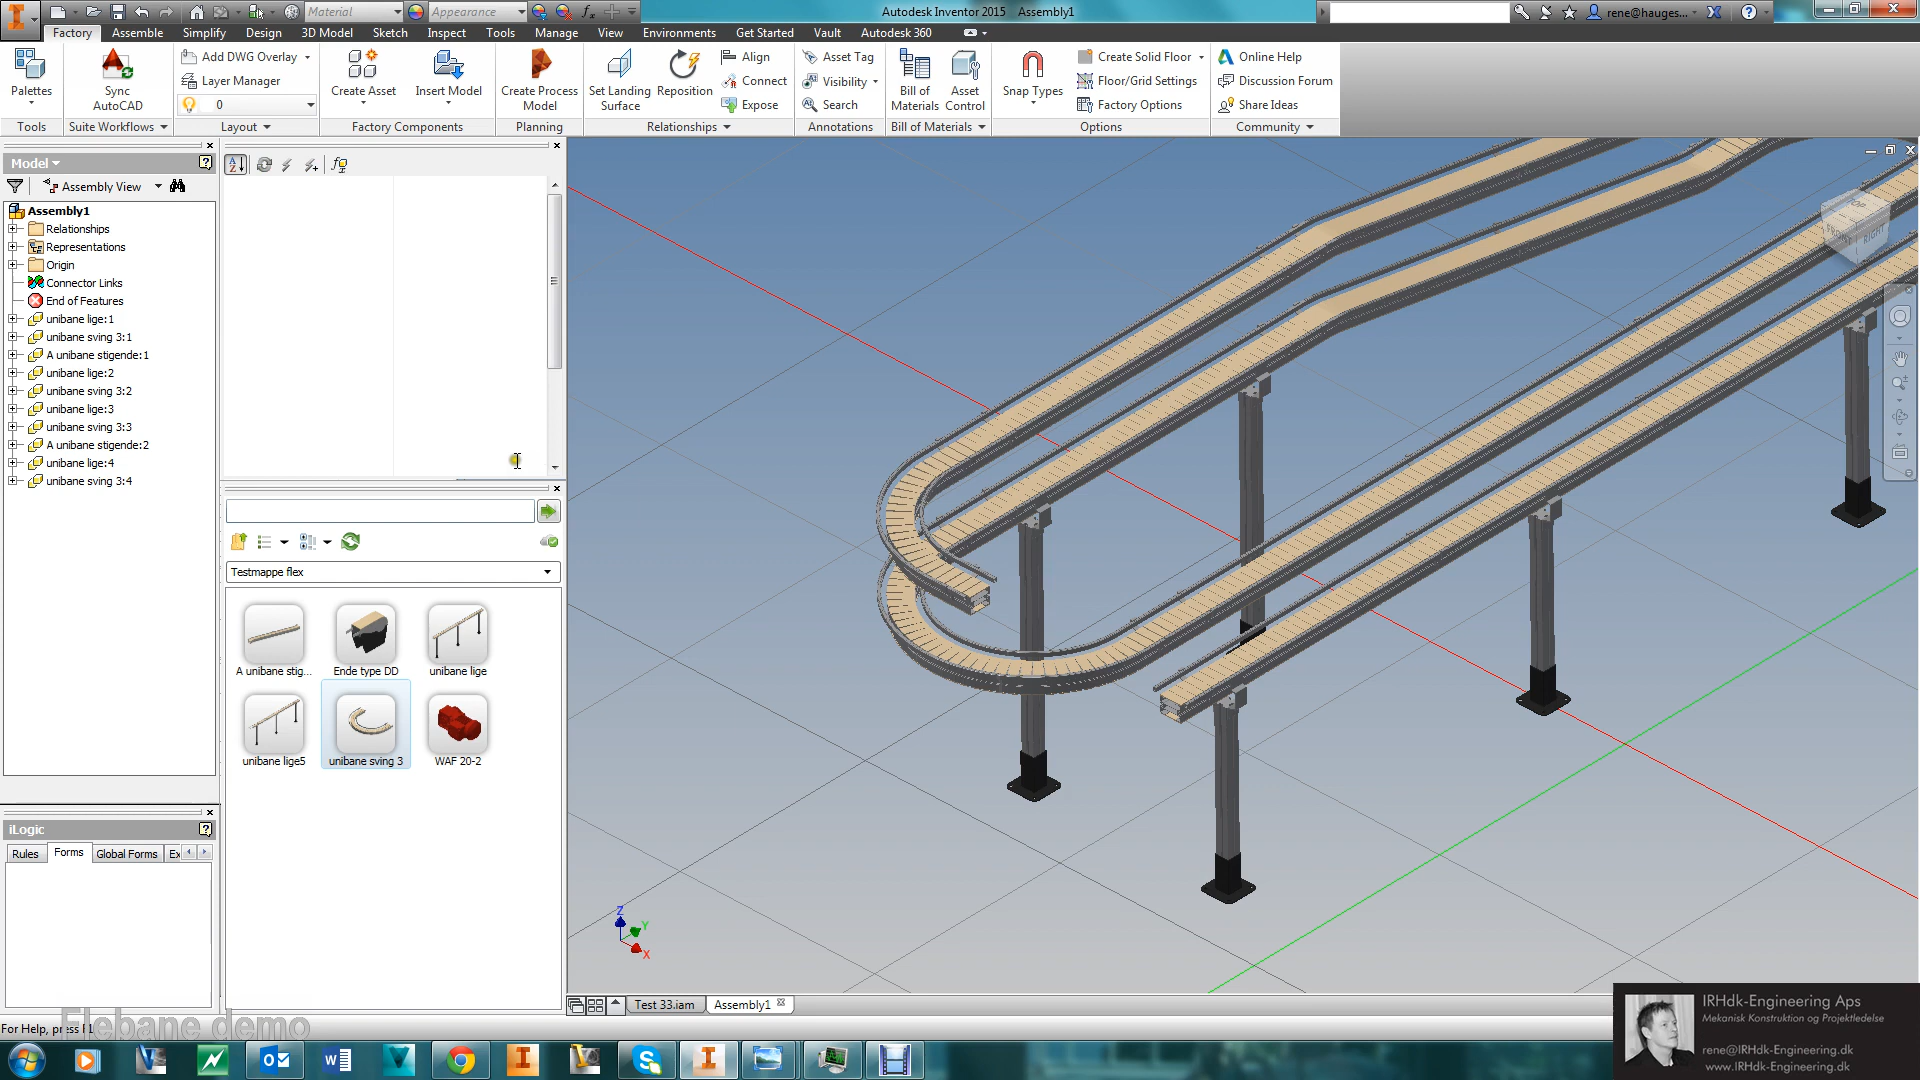 Material
Appearance
Autodesk Inventor 2015 Assembly1
rene@hauges...
Factory
Assemble
Simplify
Design
3D Model
Sketch
Inspect
Tools
Manage
View
Environments
Get Started
Vault
Autodesk 360
Palettes
Tools
Sync
AutoCAD
Suite Workflows
Add DWG Overlay
Layer Manager
0
Layout
Create Asset
Insert Model
Factory Components
Create Process
Model
Planning
Set Landing
Surface
Reposition
Align
Connect
Expose
Relationships
Asset Tag
Visibility
Search
Annotations
Bill of
Materials
Asset
Control
Bill of Materials
Snap Types
Create Solid Floor
Floor/Grid Settings
Factory Options
Options
Online Help
Discussion Forum
Share Ideas
Community
Model
Assembly View
Assembly1
Relationships
Representations
Origin
Connector Links
End of Features
unibane lige:1
unibane sving 3:1
A unibane stigende:1
unibane lige:2
unibane sving 3:2
unibane lige:3
unibane sving 3:3
A unibane stigende:2
unibane lige:4
unibane sving 3:4
iLogic
Rules
Forms
Global Forms
Ex
Testmappe flex
A unibane stig...
Ende type DD
unibane lige
unibane lige5
unibane sving 3
WAF 20-2
TOP
FRONT
RIGHT
Z
Y
X
Test 33.iam
Assembly1
For Help, press F1
Flebane demo
IRHdk-Engineering Aps
Mekanisk Konstruktion og Projektledelse
rene@IRHdk-Engineering.dk
www.IRHdk-Engineering.dk